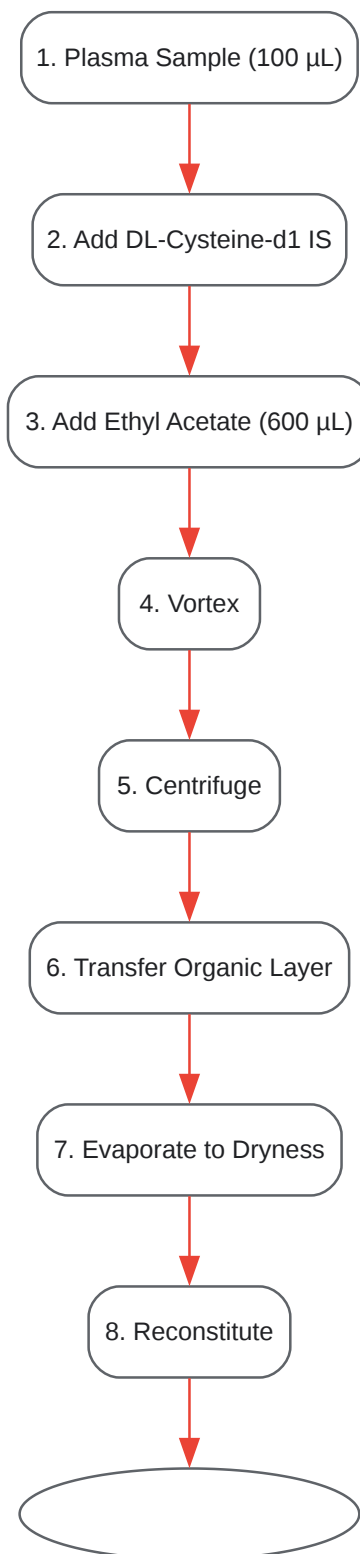 1. Plasma Sample (100 µL)
2. Add DL-Cysteine-d1 IS
3. Add Ethyl Acetate (600 µL)
4. Vortex
5. Centrifuge
6. Transfer Organic Layer
7. Evaporate to Dryness
8. Reconstitute